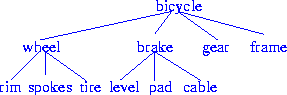 bicycle
wheel brake gear frame
rim spokes tire level pad cable